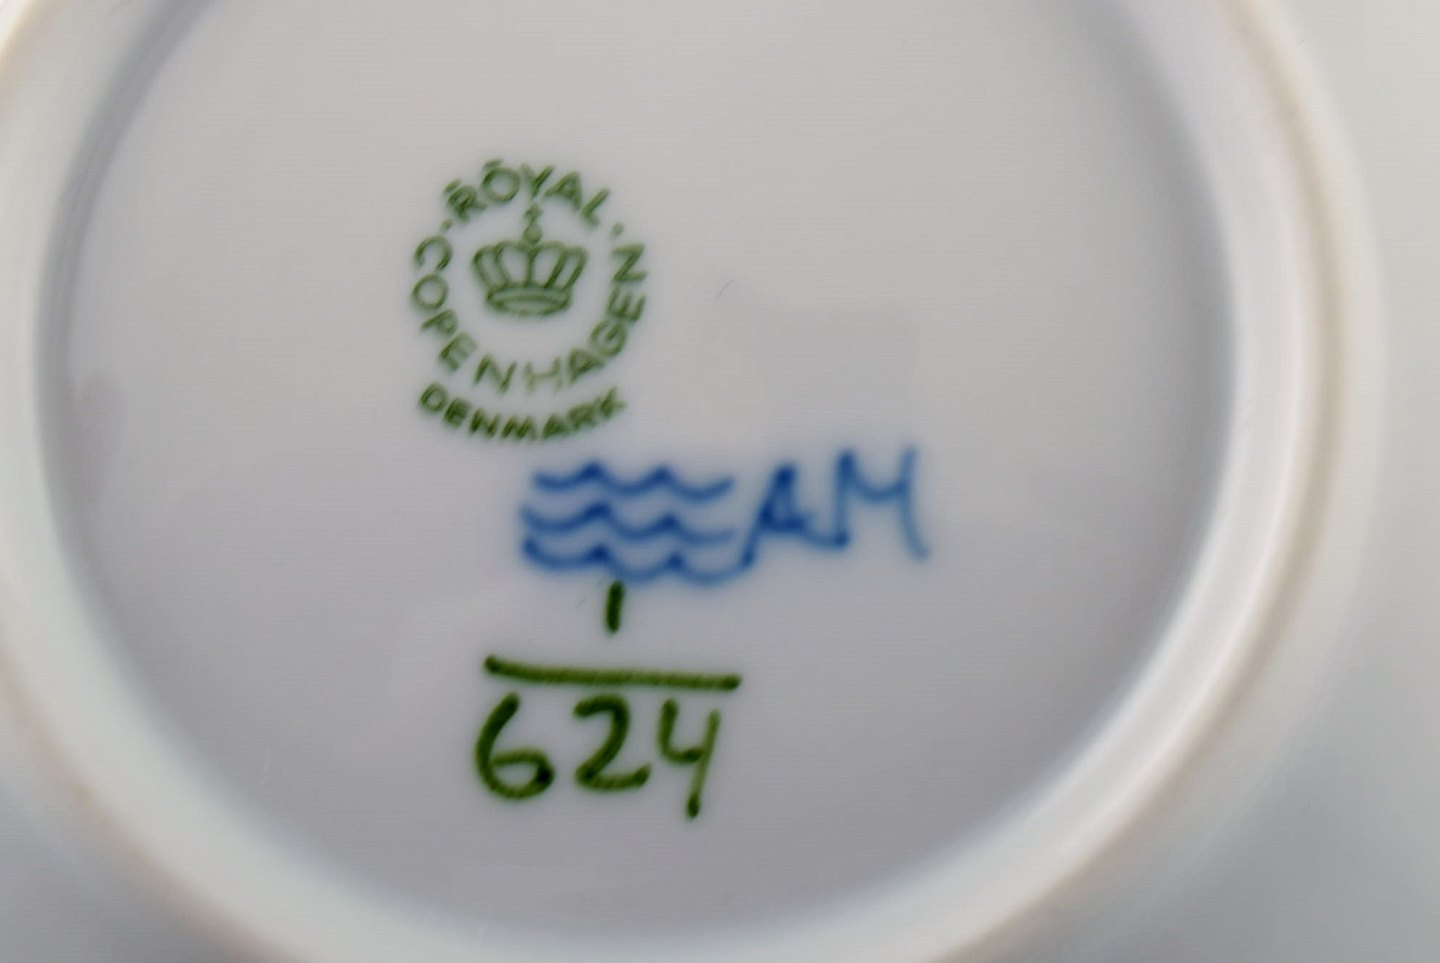 ROYAL
COPENHAGEN
DENMARK
AM
1
624